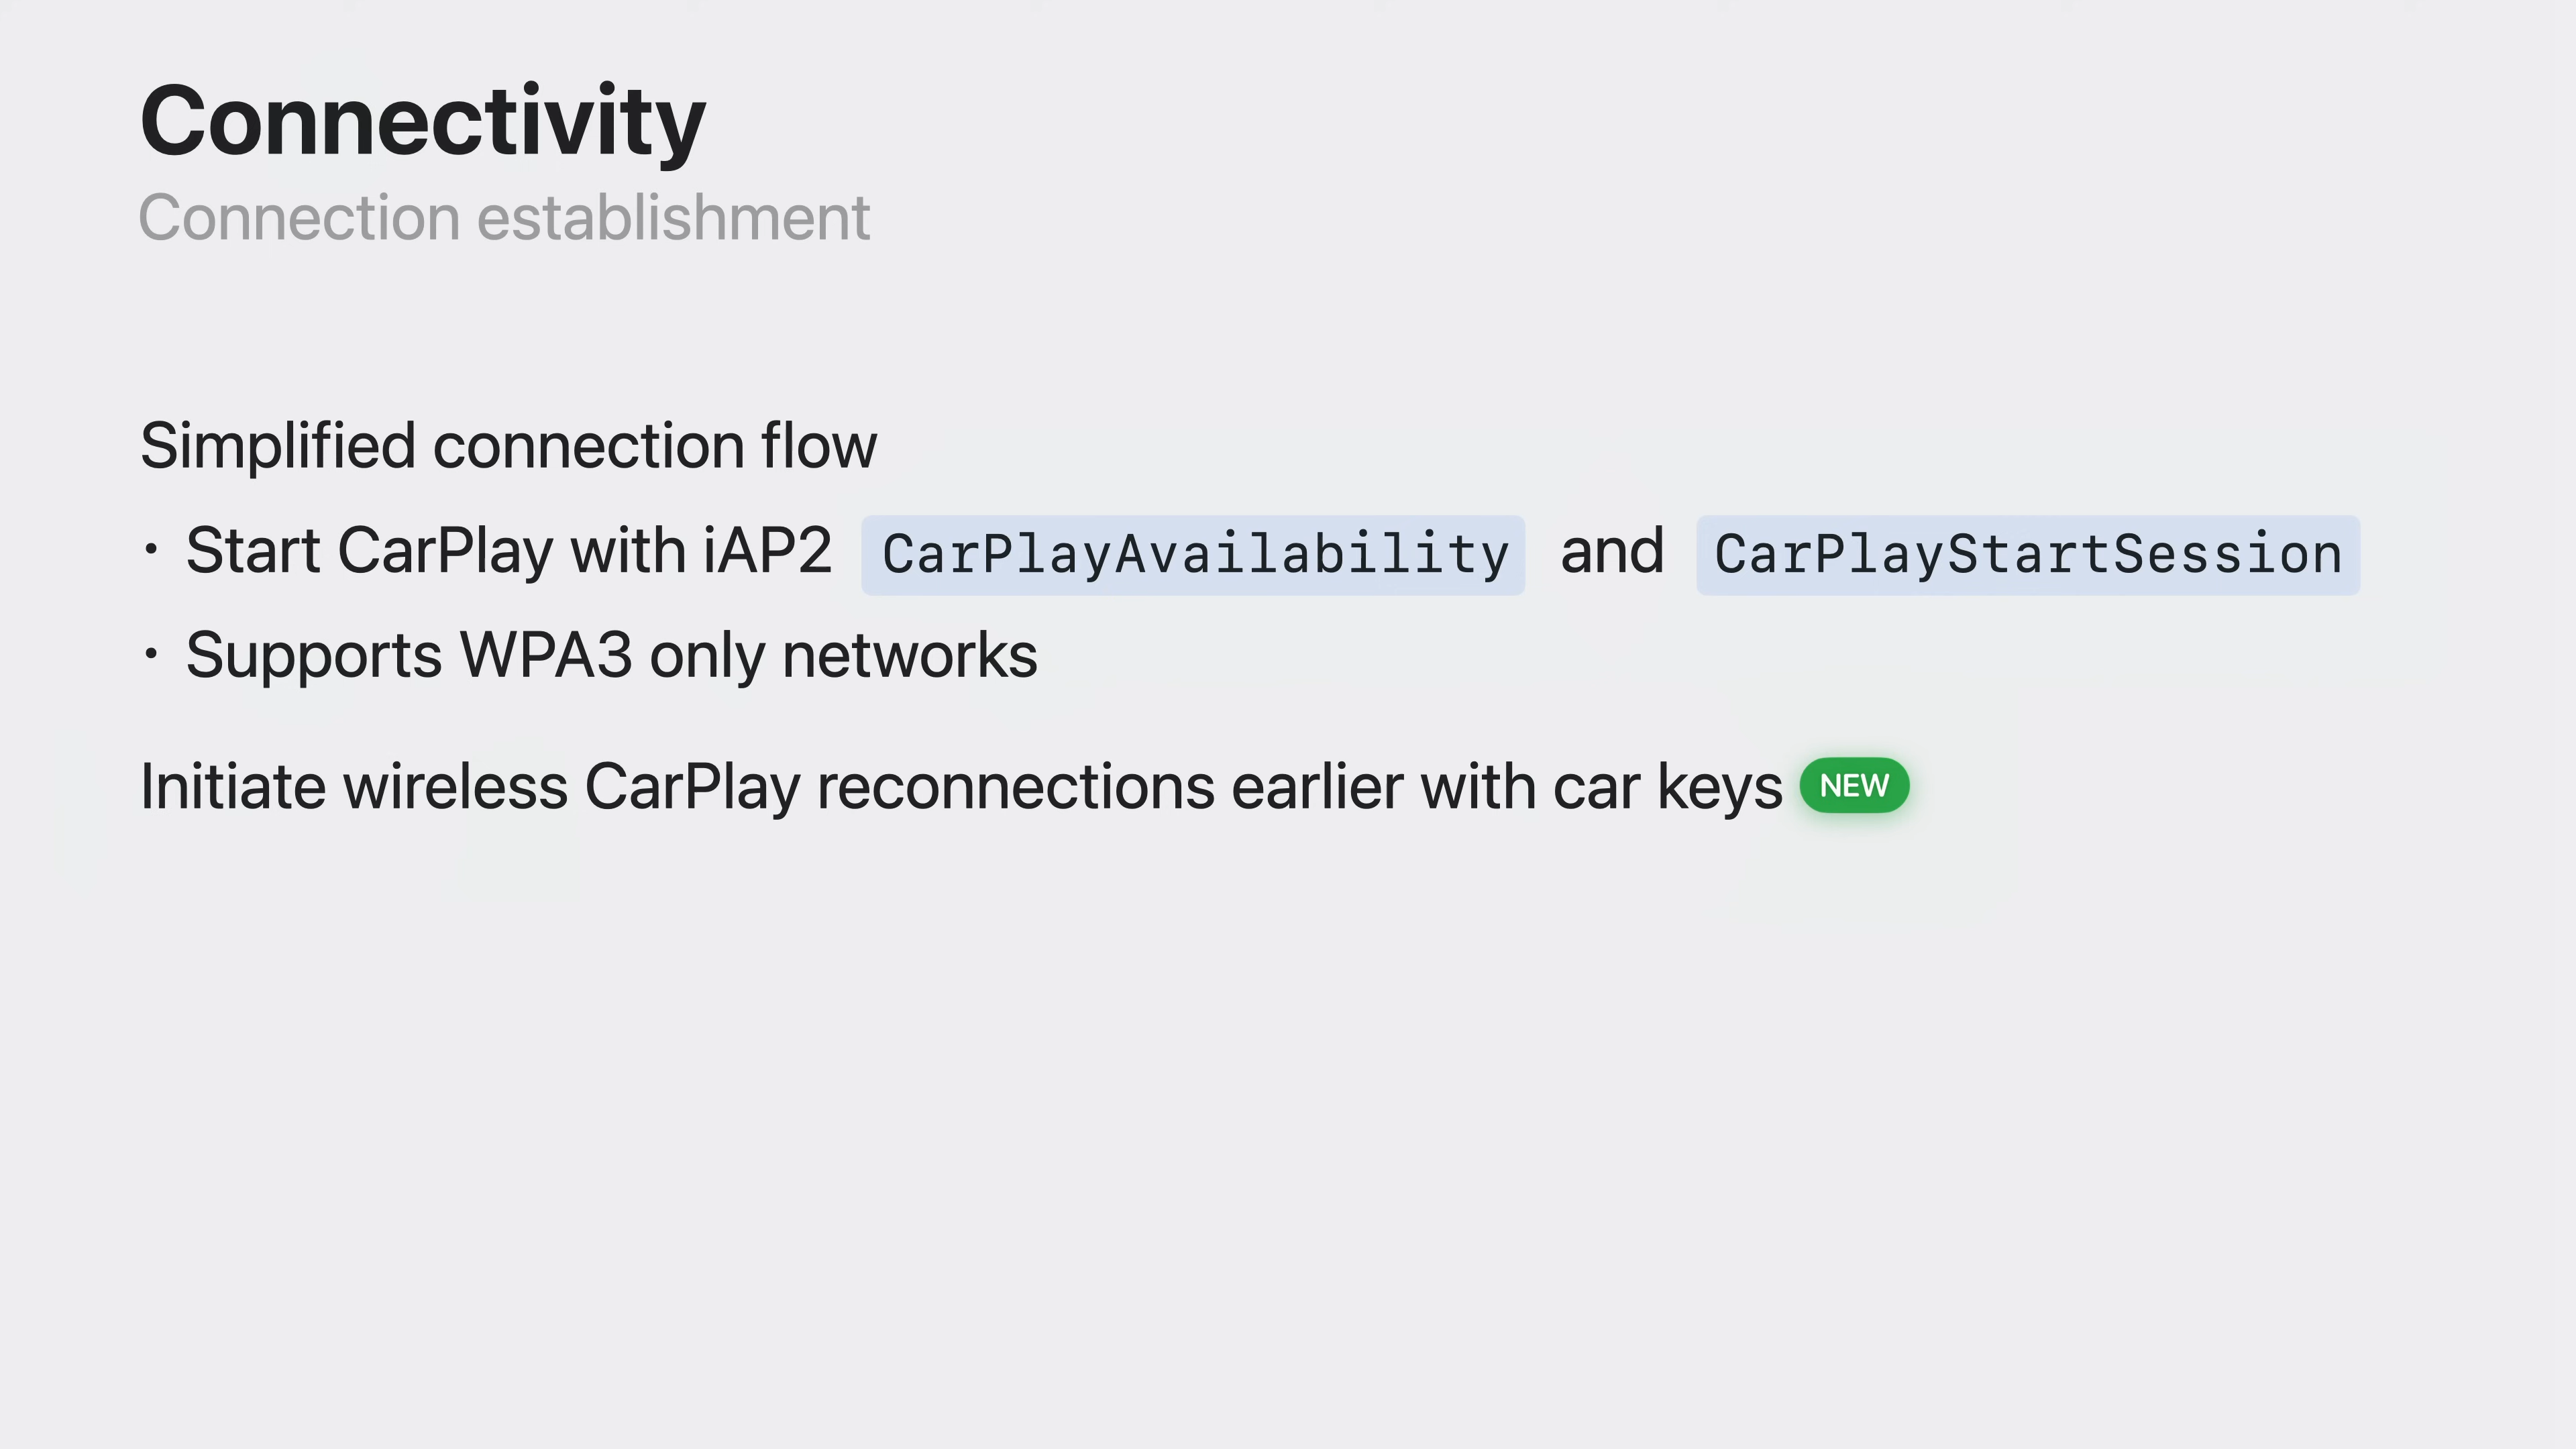 Connectivity
Connection establishment
Simplified connection flow
• Start CarPlay with iAP2 CarPlayAvailability and CarPlayStartSession
• Supports WPA3 only networks
Initiate wireless CarPlay reconnections earlier with car keys NEW